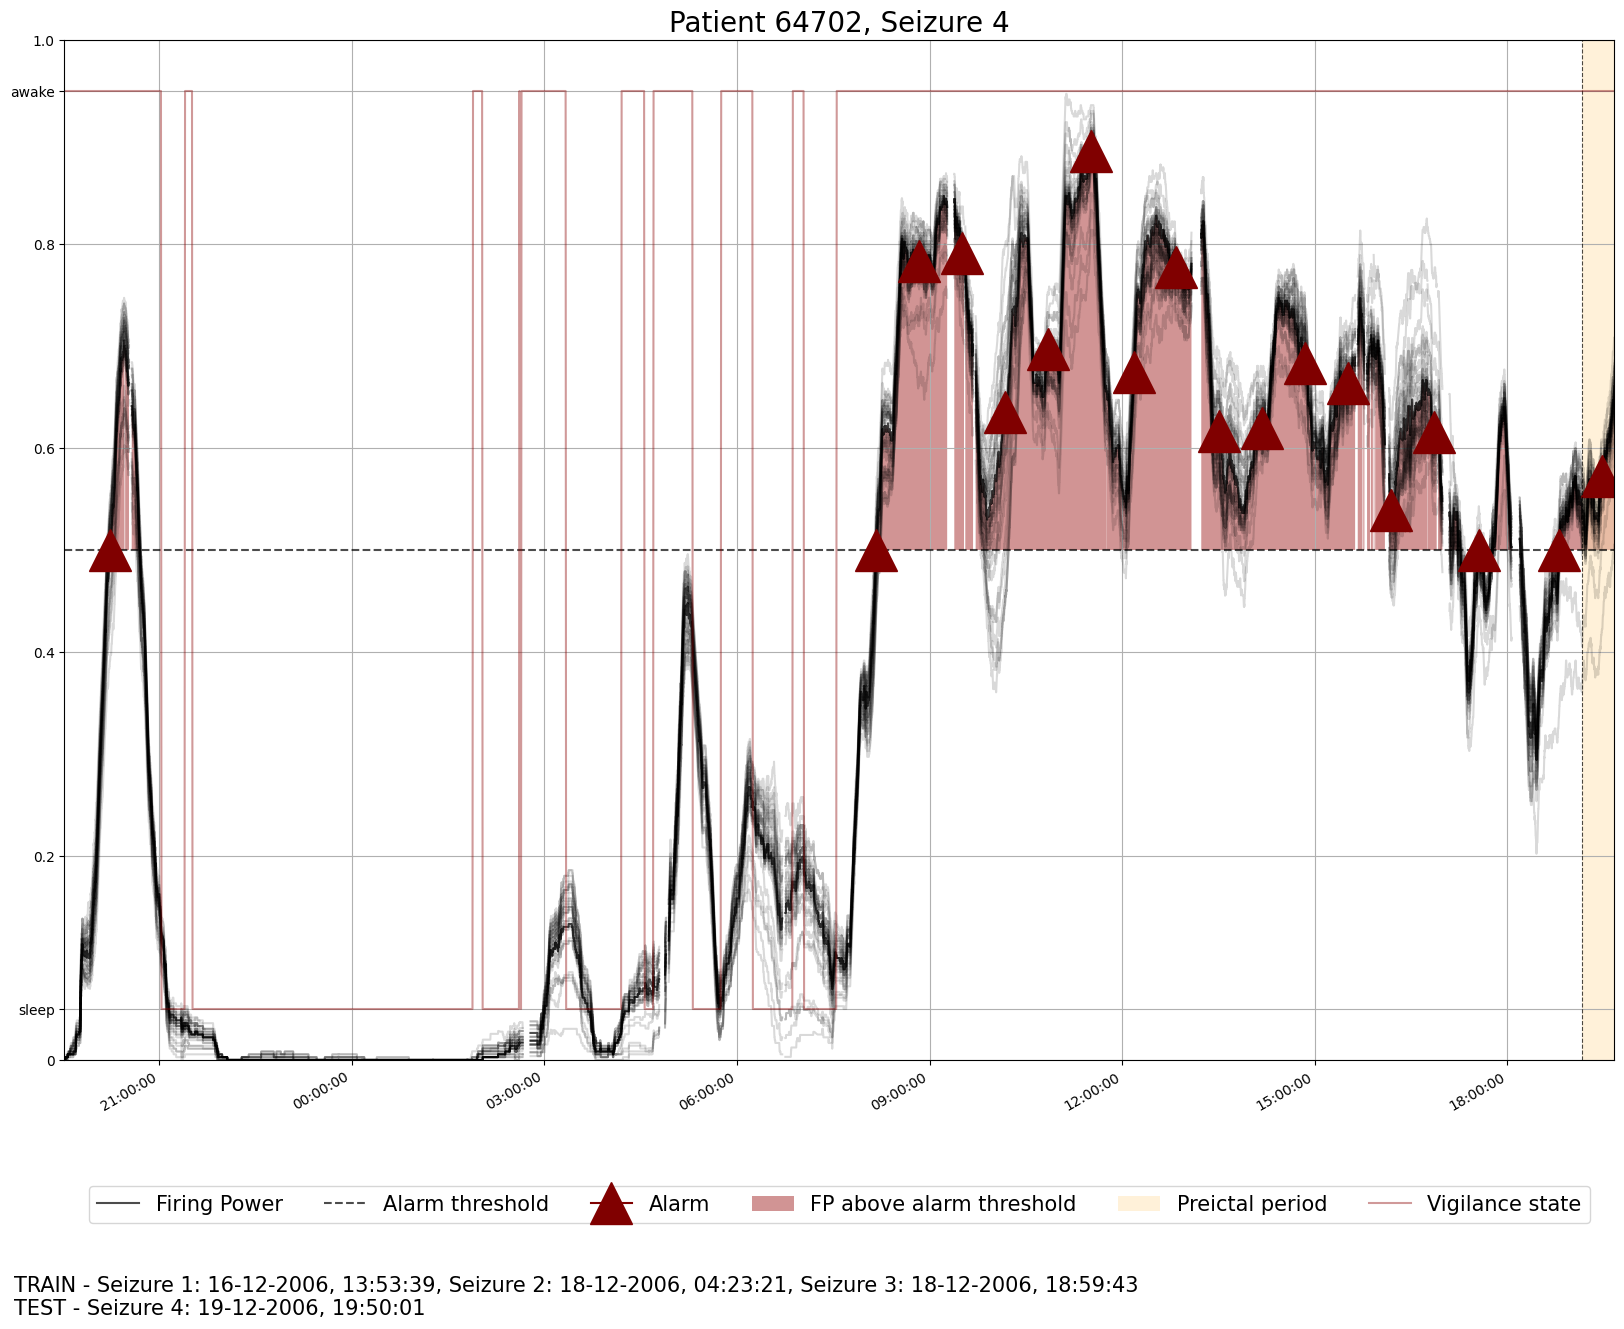 Patient 64702, Seizure 4
1.0
awake
0.8
0.6
0.4
0.2
sleep
0
21:00:00
00:00:00
03:00:00
06:00:00
09:00:00
12:00:00
15:00:00
18:00:00
Firing Power
Alarm threshold
Alarm
FP above alarm threshold
Preictal period
Vigilance state
TRAIN - Seizure 1: 16-12-2006, 13:53:39, Seizure 2: 18-12-2006, 04:23:21, Seizure 3: 18-12-2006, 18:59:43
TEST - Seizure 4: 19-12-2006, 19:50:01